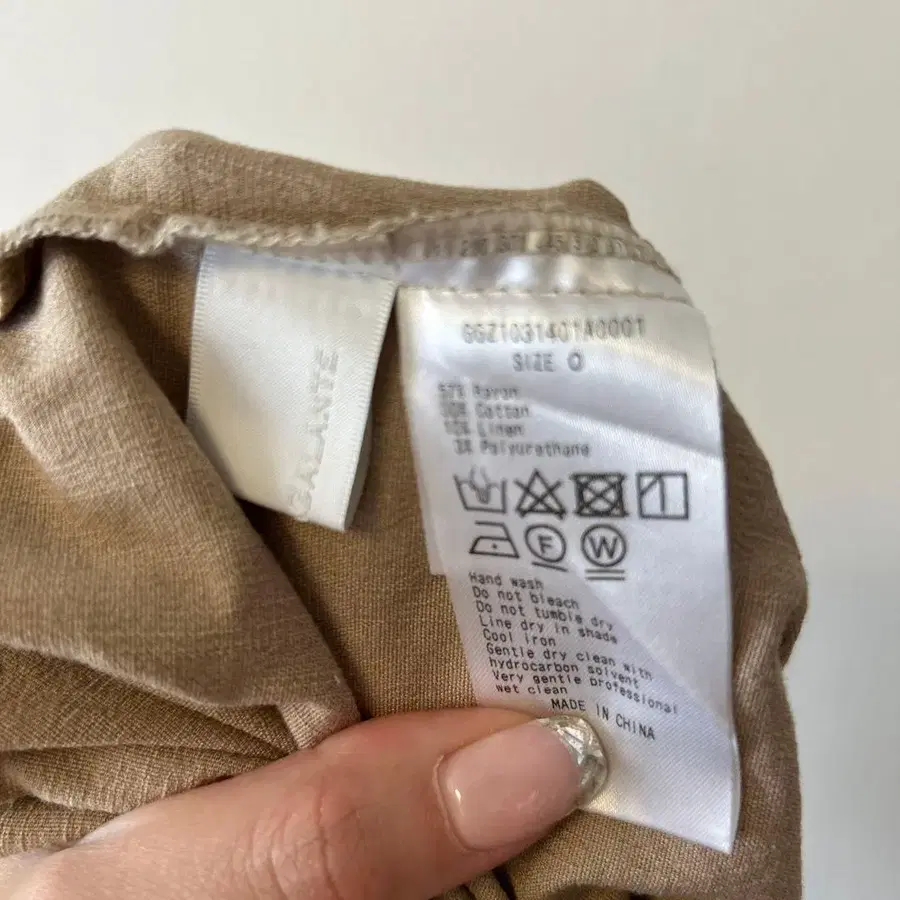 GALANTE
GGZ1031401A0001
SIZE 0
57% Rayon
30% Cotton
10% Linen
3% Polyurethane
F
W
Hand wash
Do not bleach
Do not tumble dry
Line dry in shade
Cool iron
Gentle dry clean with
hydrocarbon solvent
Very gentle professional
wet clean
MADE IN CHINA